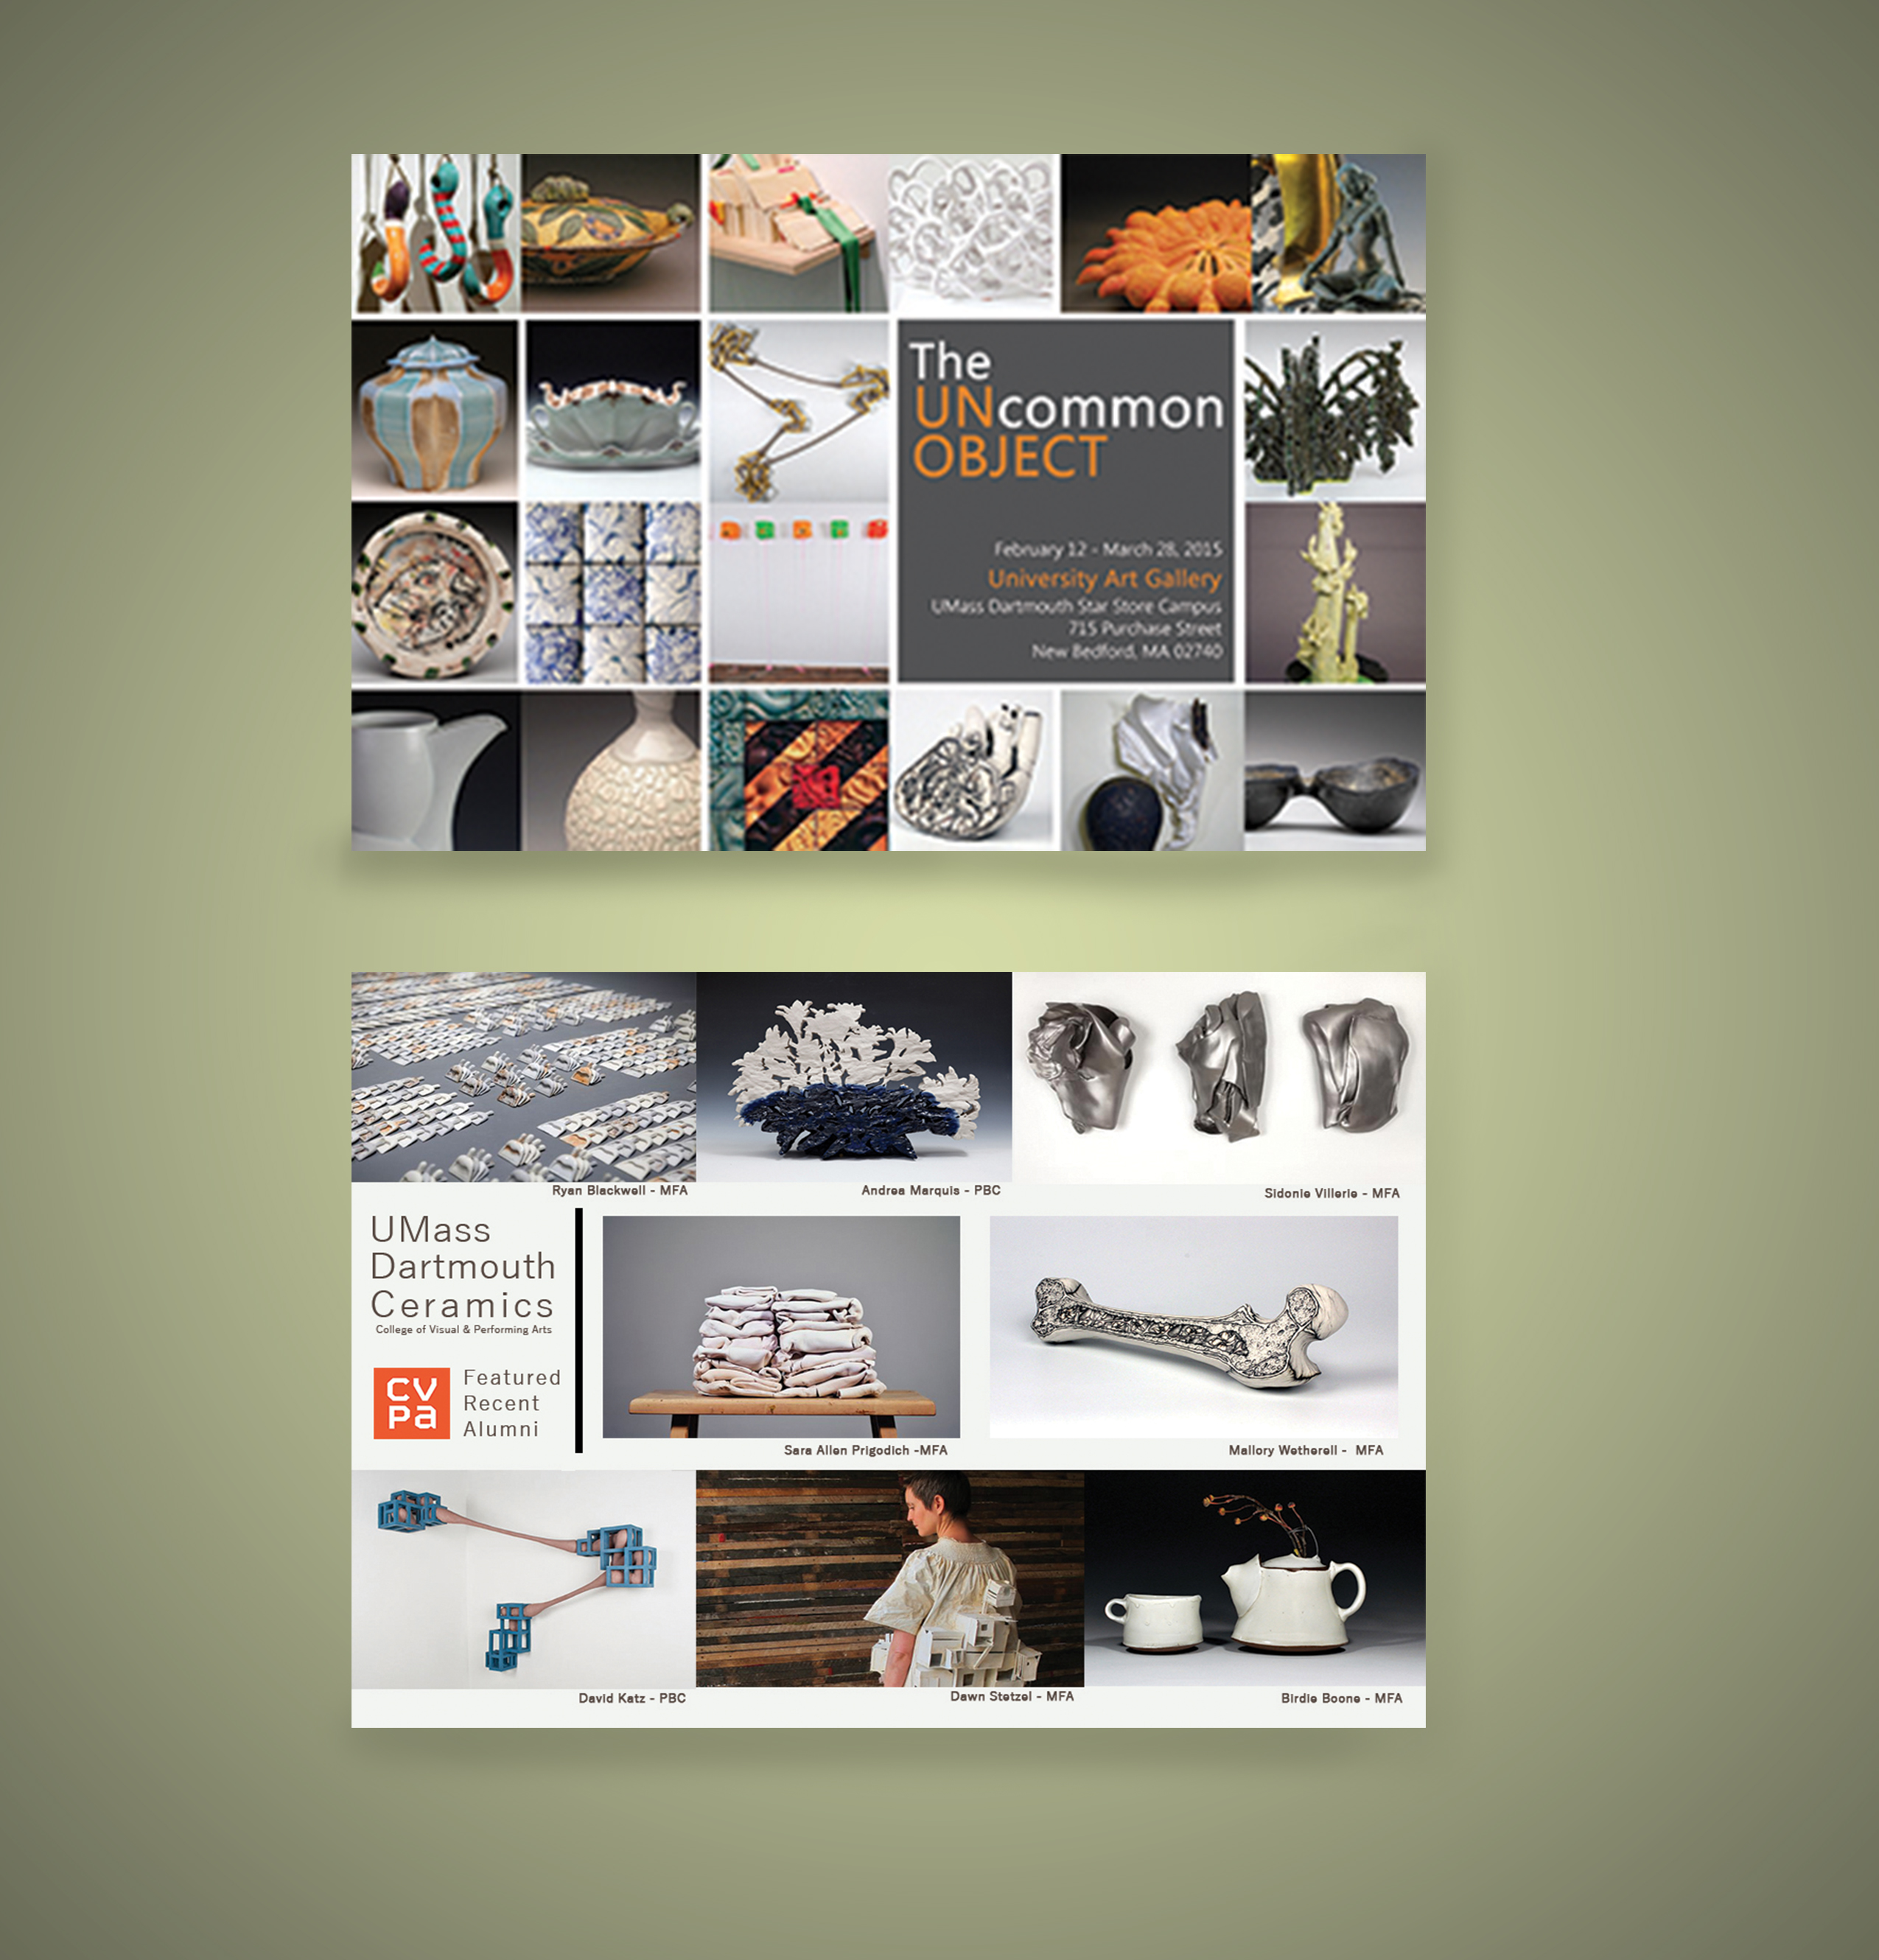 The
UNcommon
OBJECT
February 12 - March 28, 2015
University Art Gallery
UMass Dartmouth Star Store Campus
715 Purchase Street
New Bedford, MA 02740
Ryan Blackwell - MFA
Andrea Marquis - PBC
Sidonie Villerie - MFA
UMass
Dartmouth
Ceramics
College of Visual & Performing Arts
CV
Pa
Featured
Recent
Alumni
Sara Allen Prigodich -MFA
Mallory Wetherell -  MFA
David Katz - PBC
Dawn Stetzel - MFA
Birdie Boone - MFA